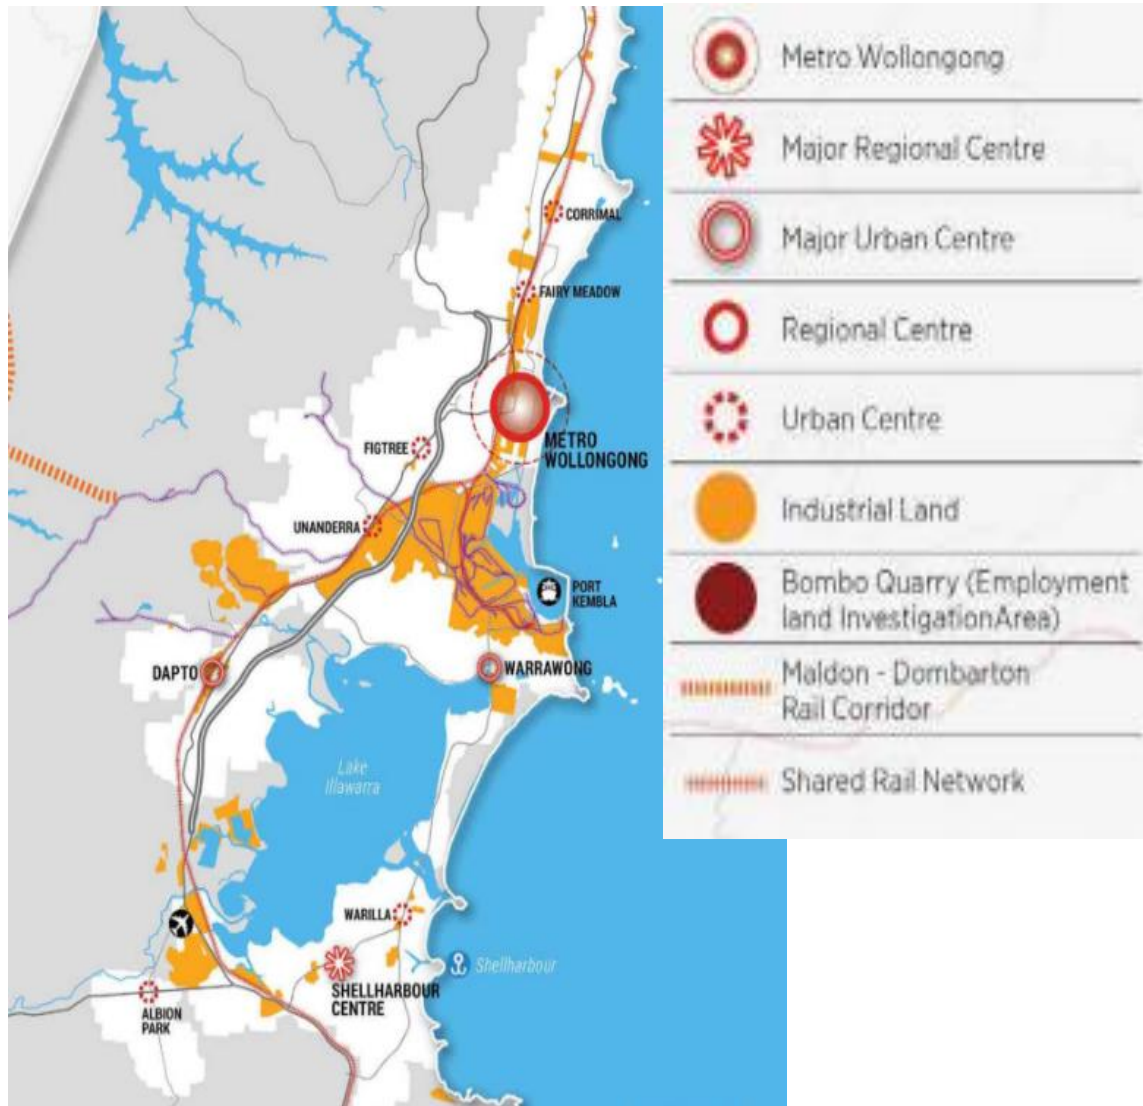 CORRIMAL
FAIRY MEADOW
METRO
WOLLONGONG
FIGTREE
UNANDERRA
PORT
KEMBLA
DAPTO
WARRAWONG
Lake
Illawarra
WARILLA
Shellharbour
SHELLHARBOUR
CENTRE
ALBION
PARK
Metro Wollongong
Major Regional Centre
Major Urban Centre
Regional Centre
Urban Centre
Industrial Land
Bombo Quarry (Employment
land InvestigationArea)
Maldon - Dombarton
Rail Corridor
Shared Rail Network